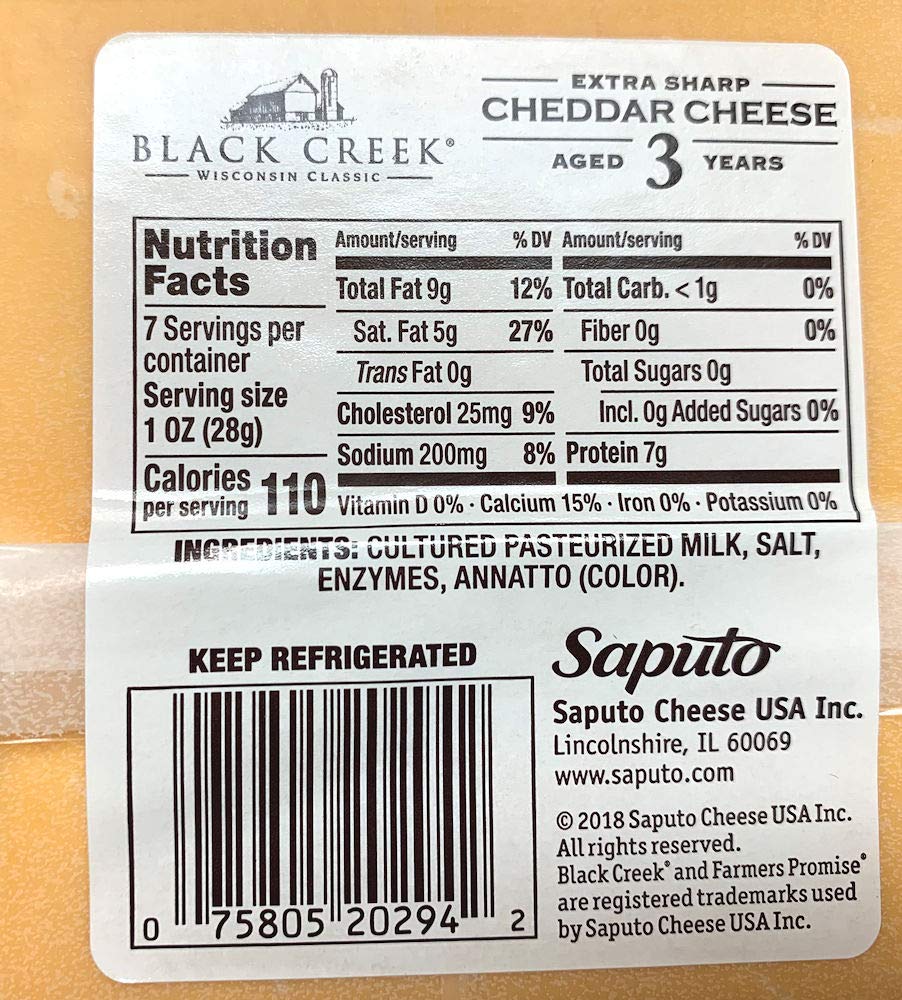 BLACK CREEK®
WISCONSIN CLASSIC
EXTRA SHARP
CHEDDAR CHEESE
AGED 3 YEARS
Nutrition
Facts
7 Servings per
container
Serving size
1 OZ (28g)
Calories
per serving 110
Amount/serving % DV
Total Fat 9g 12%
Sat. Fat 5g 27%
Trans Fat 0g
Cholesterol 25mg 9%
Sodium 200mg 8%
Amount/serving % DV
Total Carb. < 1g 0%
Fiber 0g 0%
Total Sugars 0g
Incl. 0g Added Sugars 0%
Protein 7g
Vitamin D 0% · Calcium 15% · Iron 0% · Potassium 0%
INGREDIENTS: CULTURED PASTEURIZED MILK, SALT,
ENZYMES, ANNATTO (COLOR).
KEEP REFRIGERATED
0 75805 20294 2
Saputo
Saputo Cheese USA Inc.
Lincolnshire, IL 60069
www.saputo.com
© 2018 Saputo Cheese USA Inc.
All rights reserved.
Black Creek® and Farmers Promise®
are registered trademarks used
by Saputo Cheese USA Inc.